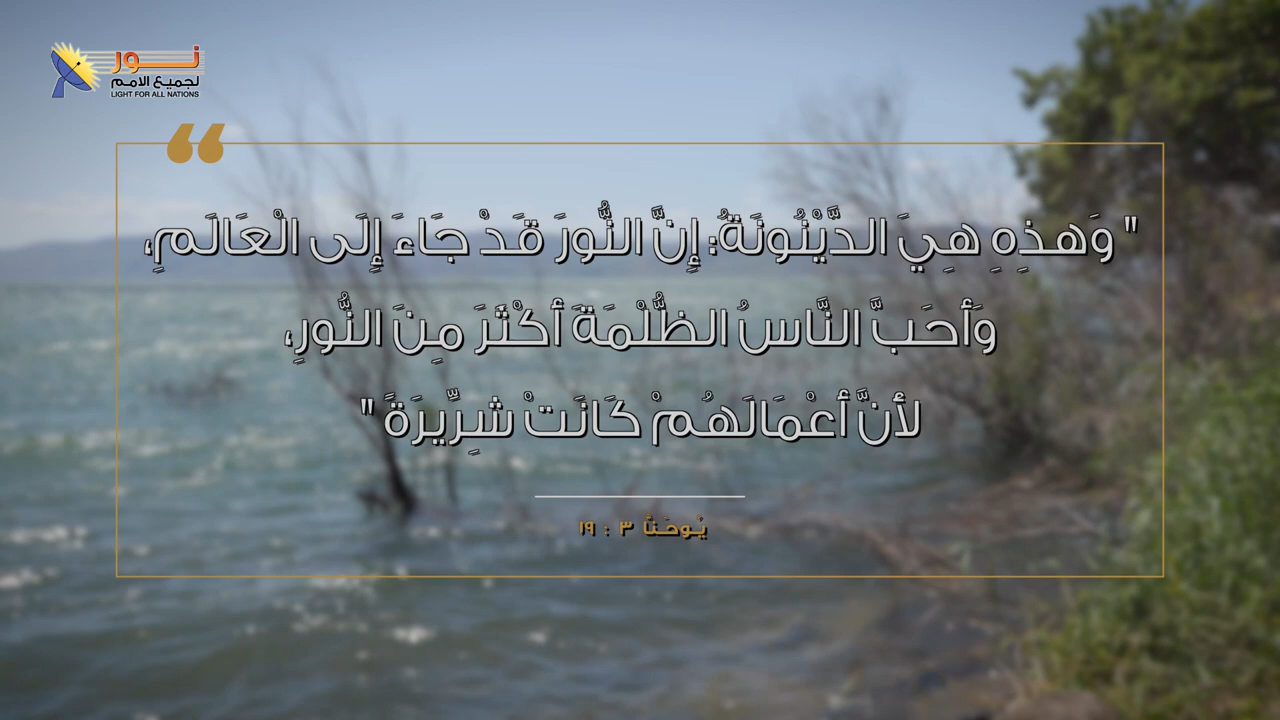 نور
لجميع الامم
LIGHT FOR ALL NATIONS
" وَهذِهِ هِيَ الدَّيْنُونَةُ: إِنَّ النُّورَ قَدْ جَاءَ إِلَى الْعَالَمِ،
وَأَحَبَّ النَّاسُ الظُّلْمَةَ أَكْثَرَ مِنَ النُّورِ،
لأَنَّ أَعْمَالَهُمْ كَانَتْ شِرِّيرَةً "
يُوحَنَّا ٣ : ١٩